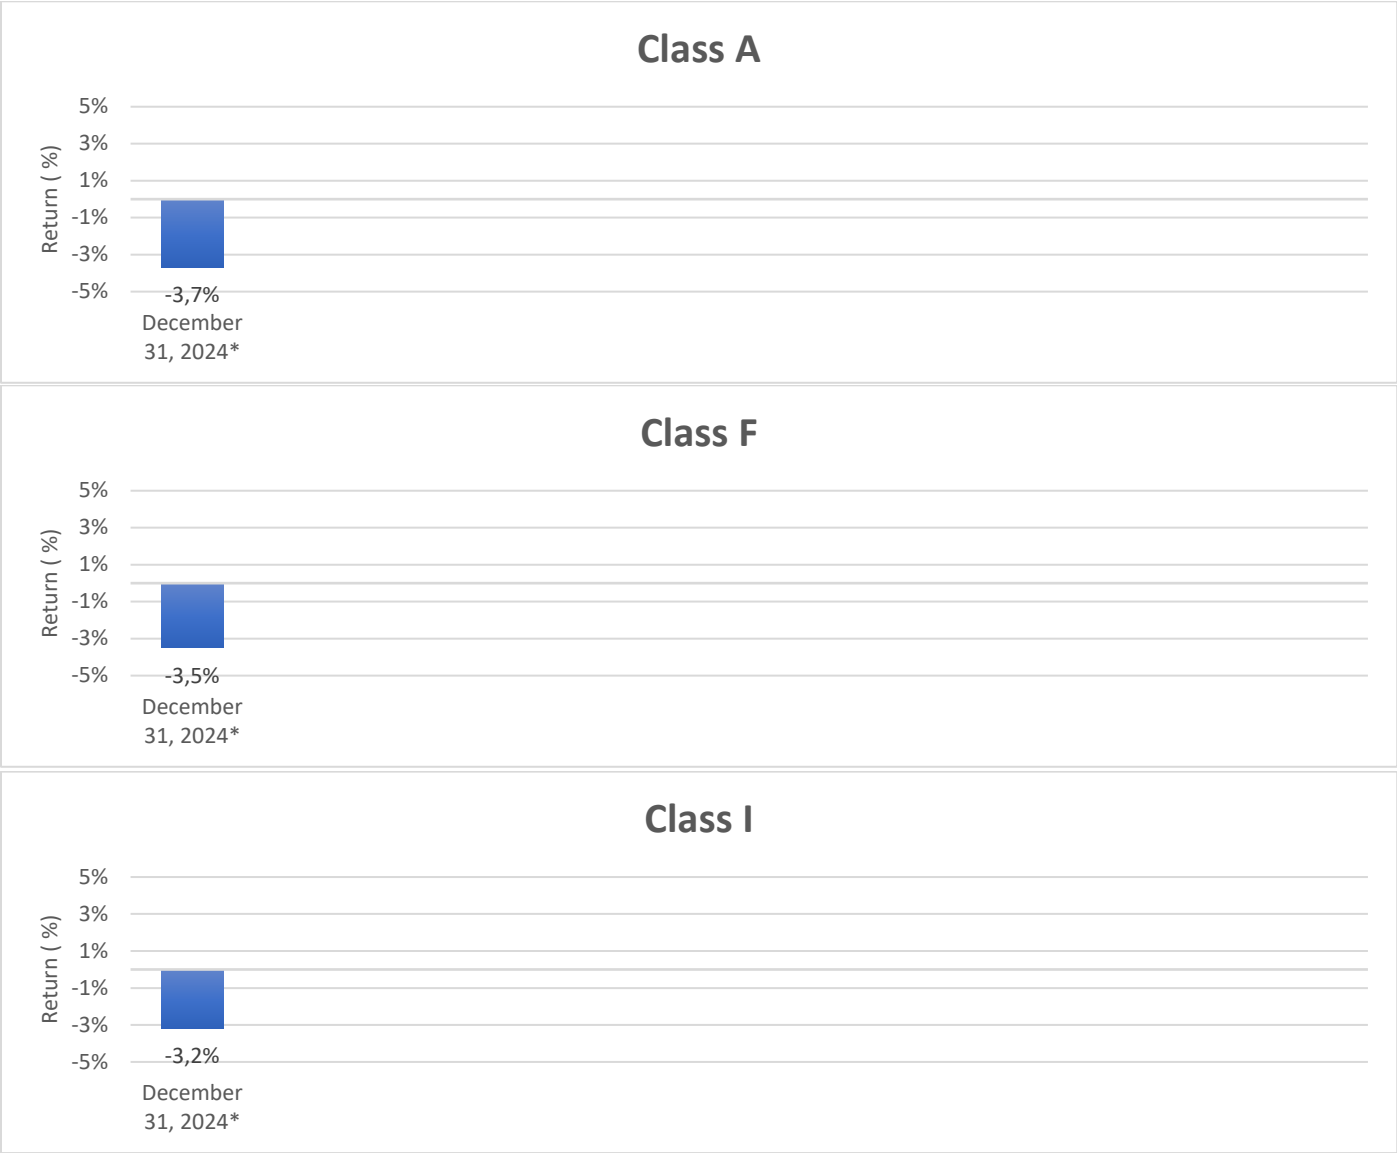 Class A
5%
3%
1%
-1%
-3%
-5%
Return ( %)
-3,7%
December
31, 2024*
Class F
5%
3%
1%
-1%
-3%
-5%
Return ( %)
-3,5%
December
31, 2024*
Class I
5%
3%
1%
-1%
-3%
-5%
Return ( %)
-3,2%
December
31, 2024*